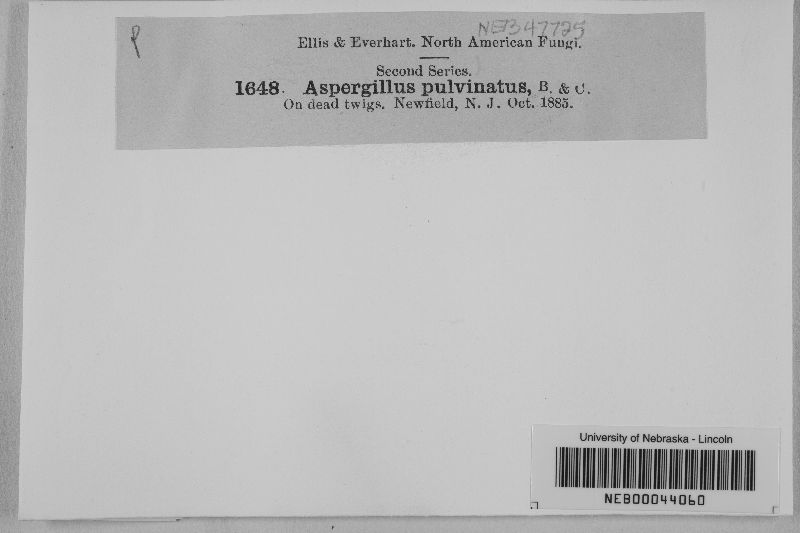 NEB347725
Ellis & Everhart. North American Fungi.
Second Series.
1648. Aspergillus pulvinatus, B. & C.
On dead twigs. Newfield, N. J. Oct. 1885.
University of Nebraska - Lincoln
NEB00044060